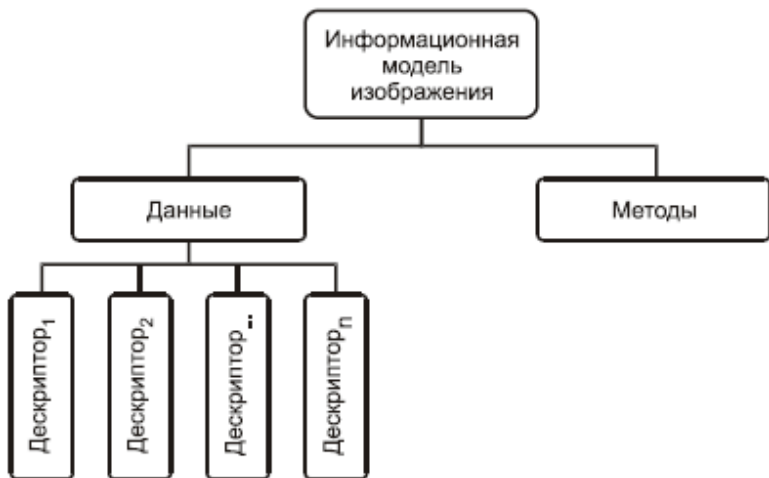 Информационная
модель
изображения
Данные
Методы
Дескриптор₁
Дескриптор₂
Дескриптор...
Дескрипторₙ